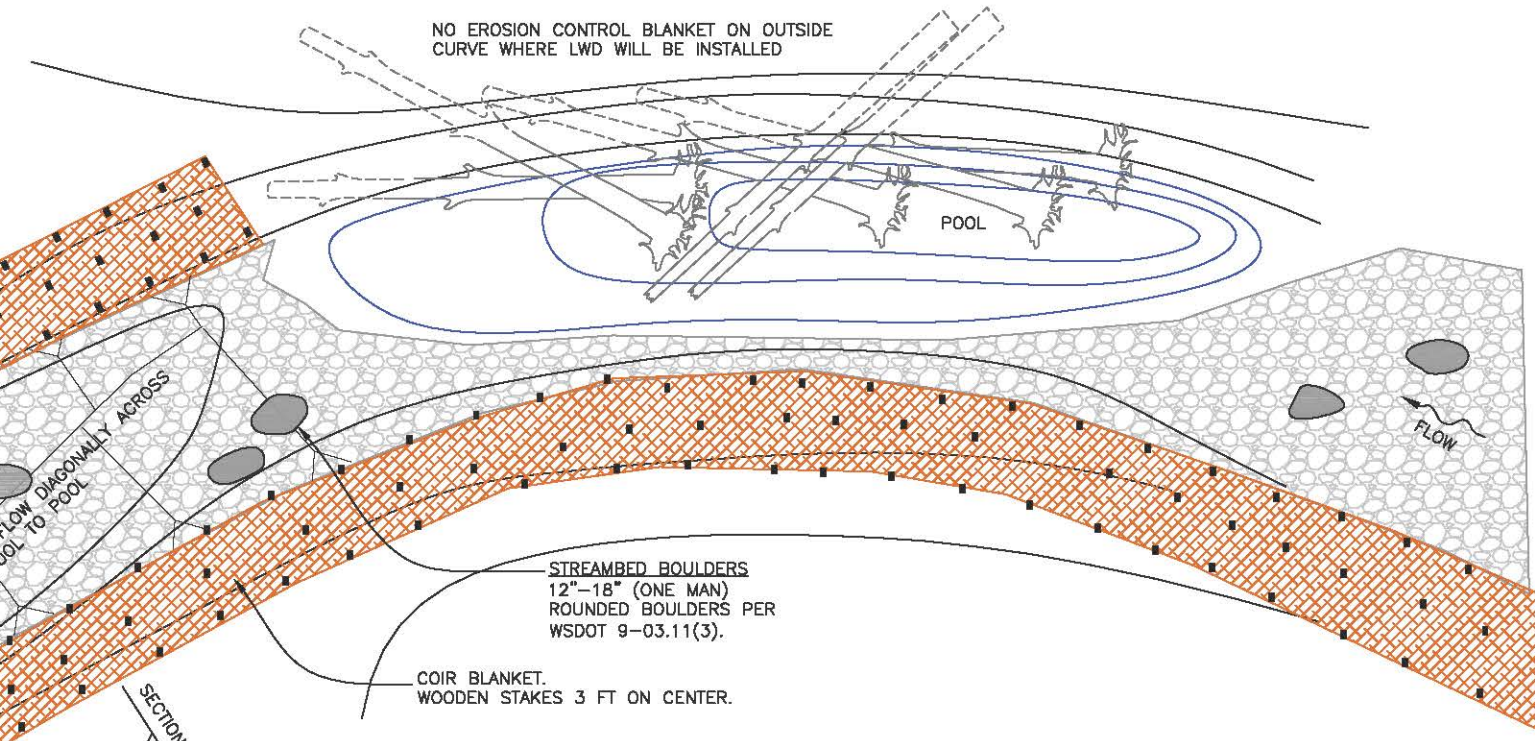 NO EROSION CONTROL BLANKET ON OUTSIDE
CURVE WHERE LWD WILL BE INSTALLED
POOL
FLOW
FLOW DIAGONALLY ACROSS
TO POOL
STREAMBED BOULDERS
12"-18" (ONE MAN)
ROUNDED BOULDERS PER
WSDOT 9-03.11(3).
COIR BLANKET.
WOODEN STAKES 3 FT ON CENTER.
SECTION